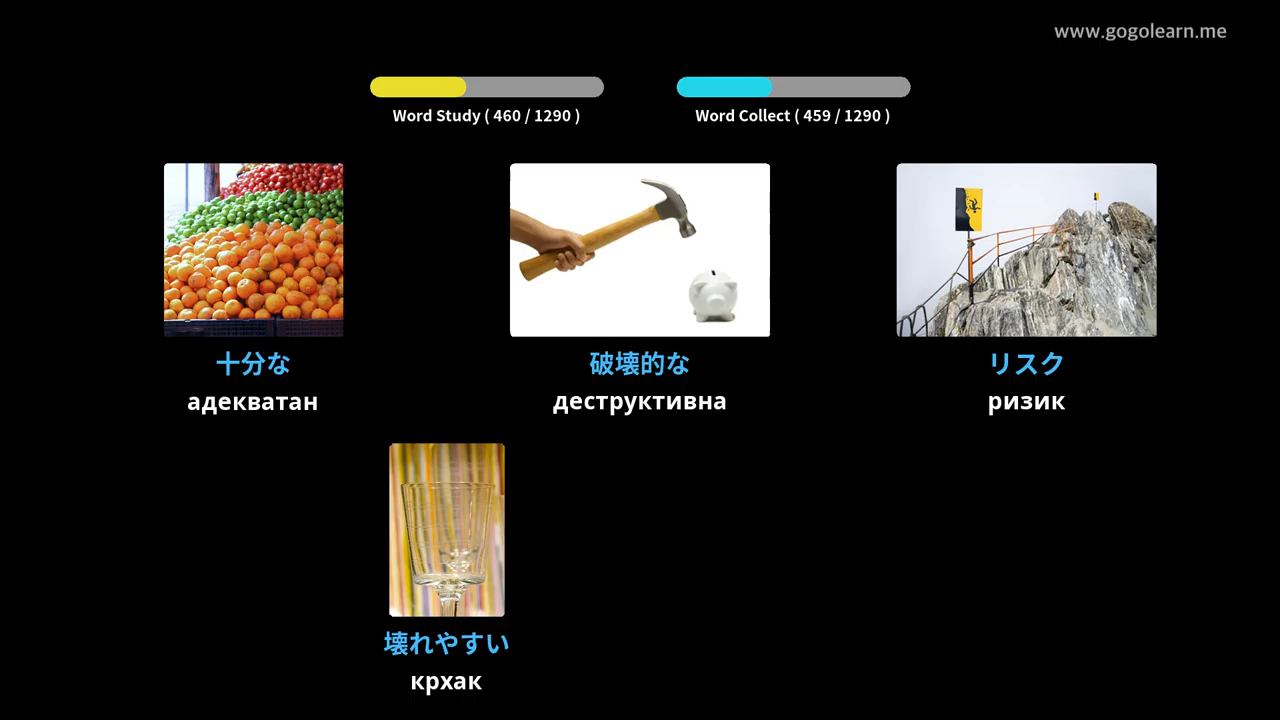 www.gogolearn.me
Word Study ( 460 / 1290 )
Word Collect ( 459 / 1290 )
十分な
адекватан
破壊的な
деструктивна
リスク
ризик
壊れやすい
крхак